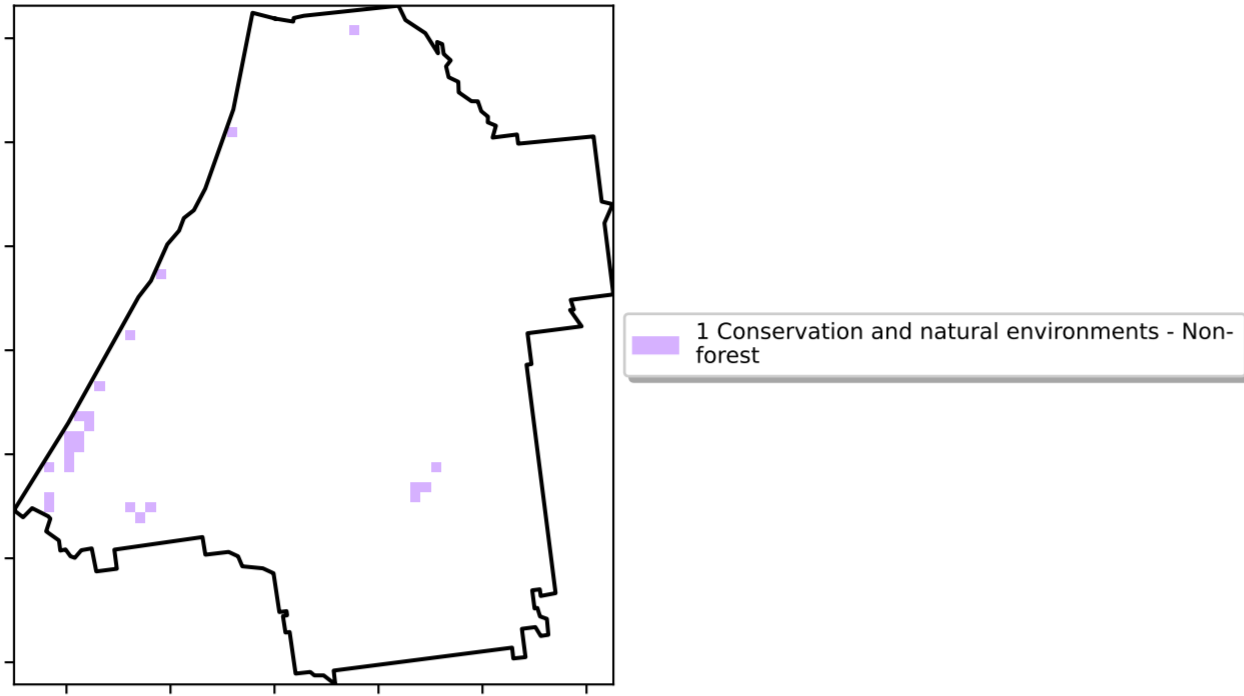 1 Conservation and natural environments - Non-
forest